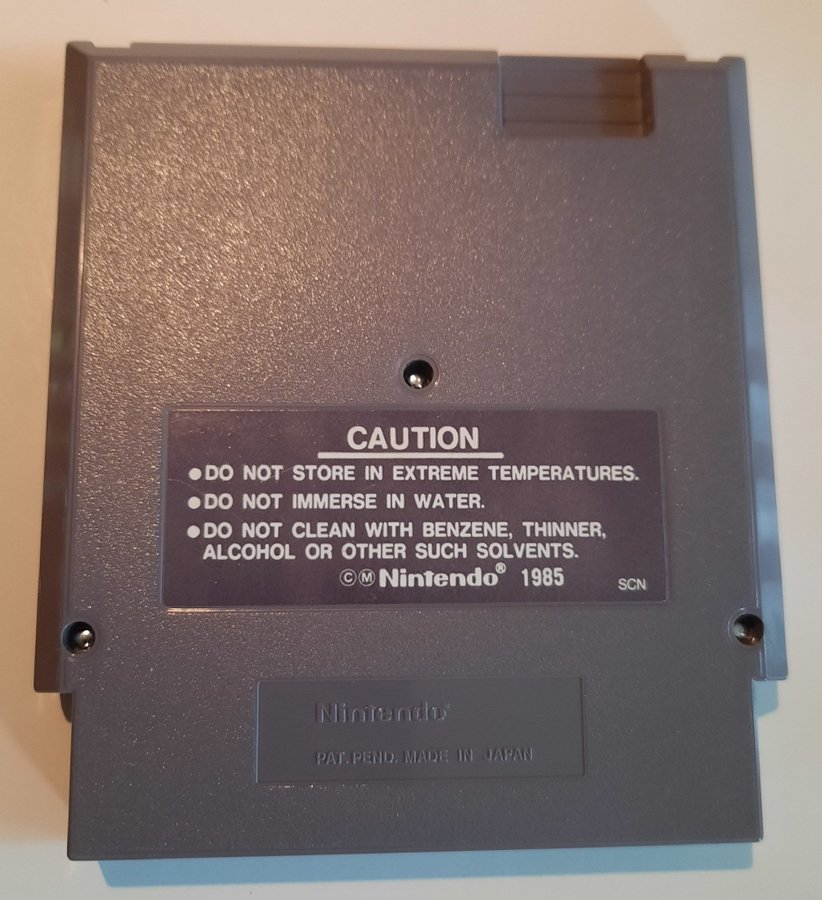 CAUTION
●DO NOT STORE IN EXTREME TEMPERATURES.
●DO NOT IMMERSE IN WATER.
●DO NOT CLEAN WITH BENZENE, THINNER,
ALCOHOL OR OTHER SUCH SOLVENTS.
ⒸⓂNintendo® 1985
SCN
Nintendo®
PAT. PEND. MADE IN JAPAN